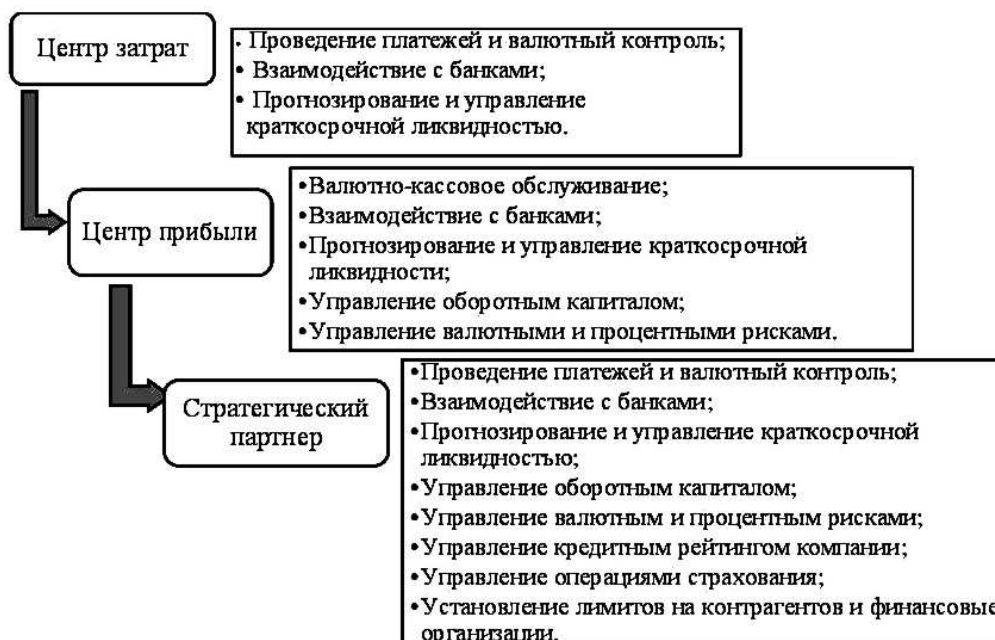 Центр затрат
• Проведение платежей и валютный контроль;
• Взаимодействие с банками;
• Прогнозирование и управление
краткосрочной ликвидностью.
Центр прибыли
•Валютно-кассовое обслуживание;
•Взаимодействие с банками;
•Прогнозирование и управление краткосрочной
ликвидности;
•Управление оборотным капиталом;
•Управление валютными и процентными рисками.
Стратегический
партнер
•Проведение платежей и валютный контроль;
•Взаимодействие с банками;
•Прогнозирование и управление краткосрочной
ликвидностью;
•Управление оборотным капиталом;
•Управление валютным и процентным рисками;
•Управление кредитным рейтингом компании;
•Управление операциями страхования;
•Установление лимитов на контрагентов и финансовые
организации.